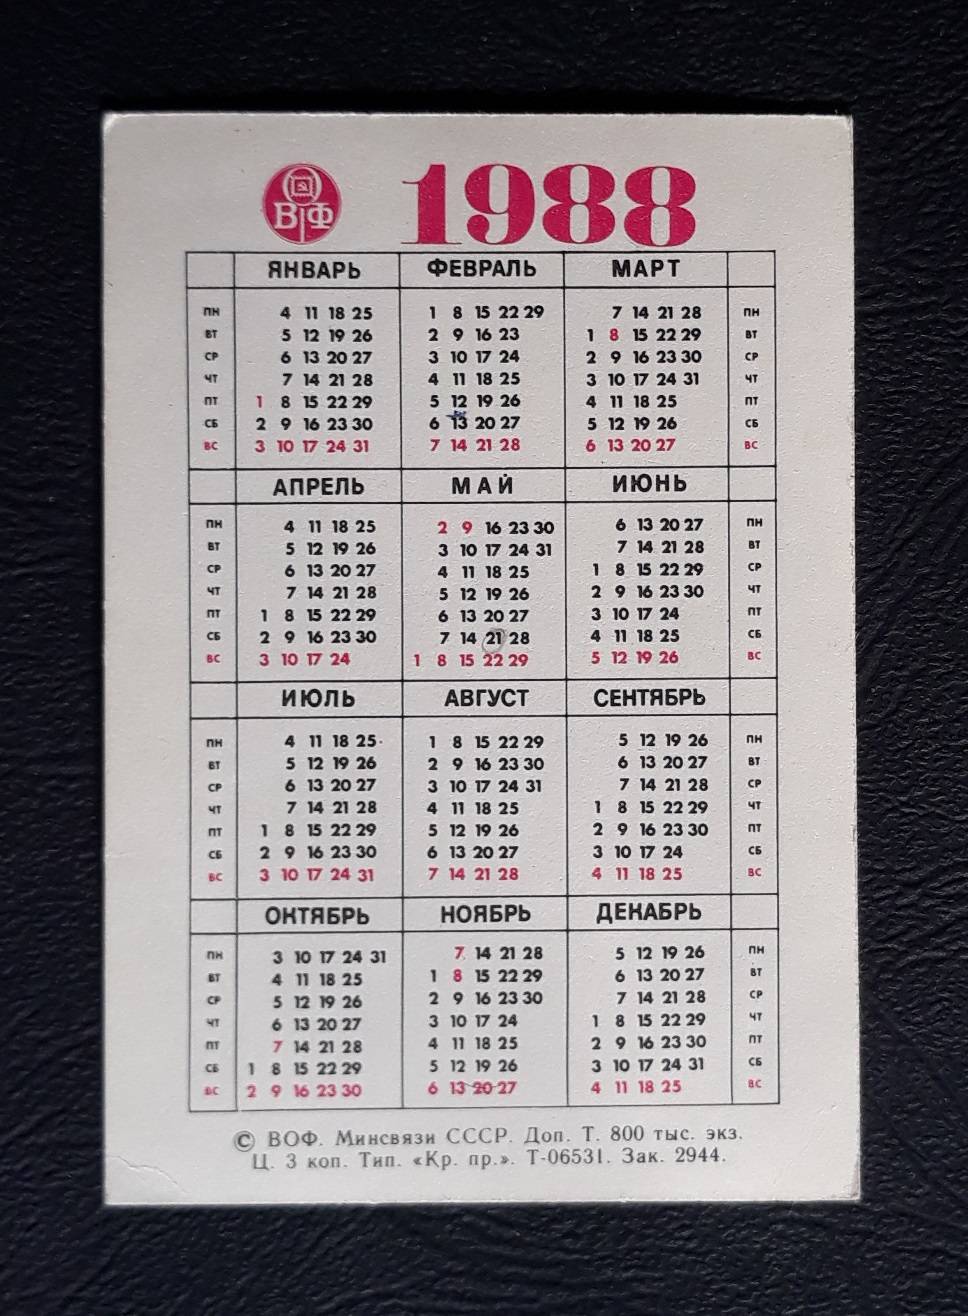 ВФ 1988
ЯНВАРЬ ФЕВРАЛЬ МАРТ
ПН 4 11 18 25 1 8 15 22 29 7 14 21 28 ПН
ВТ 5 12 19 26 2 9 16 23 1 8 15 22 29 ВТ
СР 6 13 20 27 3 10 17 24 2 9 16 23 30 СР
ЧТ 7 14 21 28 4 11 18 25 3 10 17 24 31 ЧТ
ПТ 1 8 15 22 29 5 12 19 26 4 11 18 25 ПТ
СБ 2 9 16 23 30 6 13 20 27 5 12 19 26 СБ
ВС 3 10 17 24 31 7 14 21 28 6 13 20 27 ВС
АПРЕЛЬ МАЙ ИЮНЬ
ПН 4 11 18 25 2 9 16 23 30 6 13 20 27 ПН
ВТ 5 12 19 26 3 10 17 24 31 7 14 21 28 ВТ
СР 6 13 20 27 4 11 18 25 1 8 15 22 29 СР
ЧТ 7 14 21 28 5 12 19 26 2 9 16 23 30 ЧТ
ПТ 1 8 15 22 29 6 13 20 27 3 10 17 24 ПТ
СБ 2 9 16 23 30 7 14 21 28 4 11 18 25 СБ
ВС 3 10 17 24 1 8 15 22 29 5 12 19 26 ВС
ИЮЛЬ АВГУСТ СЕНТЯБРЬ
ПН 4 11 18 25 1 8 15 22 29 5 12 19 26 ПН
ВТ 5 12 19 26 2 9 16 23 30 6 13 20 27 ВТ
СР 6 13 20 27 3 10 17 24 31 7 14 21 28 СР
ЧТ 7 14 21 28 4 11 18 25 1 8 15 22 29 ЧТ
ПТ 1 8 15 22 29 5 12 19 26 2 9 16 23 30 ПТ
СБ 2 9 16 23 30 6 13 20 27 3 10 17 24 СБ
ВС 3 10 17 24 31 7 14 21 28 4 11 18 25 ВС
ОКТЯБРЬ НОЯБРЬ ДЕКАБРЬ
ПН 3 10 17 24 31 7 14 21 28 5 12 19 26 ПН
ВТ 4 11 18 25 1 8 15 22 29 6 13 20 27 ВТ
СР 5 12 19 26 2 9 16 23 30 7 14 21 28 СР
ЧТ 6 13 20 27 3 10 17 24 1 8 15 22 29 ЧТ
ПТ 7 14 21 28 4 11 18 25 2 9 16 23 30 ПТ
СБ 1 8 15 22 29 5 12 19 26 3 10 17 24 31 СБ
ВС 2 9 16 23 30 6 13 20 27 4 11 18 25 ВС
© ВОФ. Минсвязи СССР. Доп. Т. 800 тыс. экз.
Ц. 3 коп. Тип. «Кр. пр.». Т-06531. Зак. 2944.